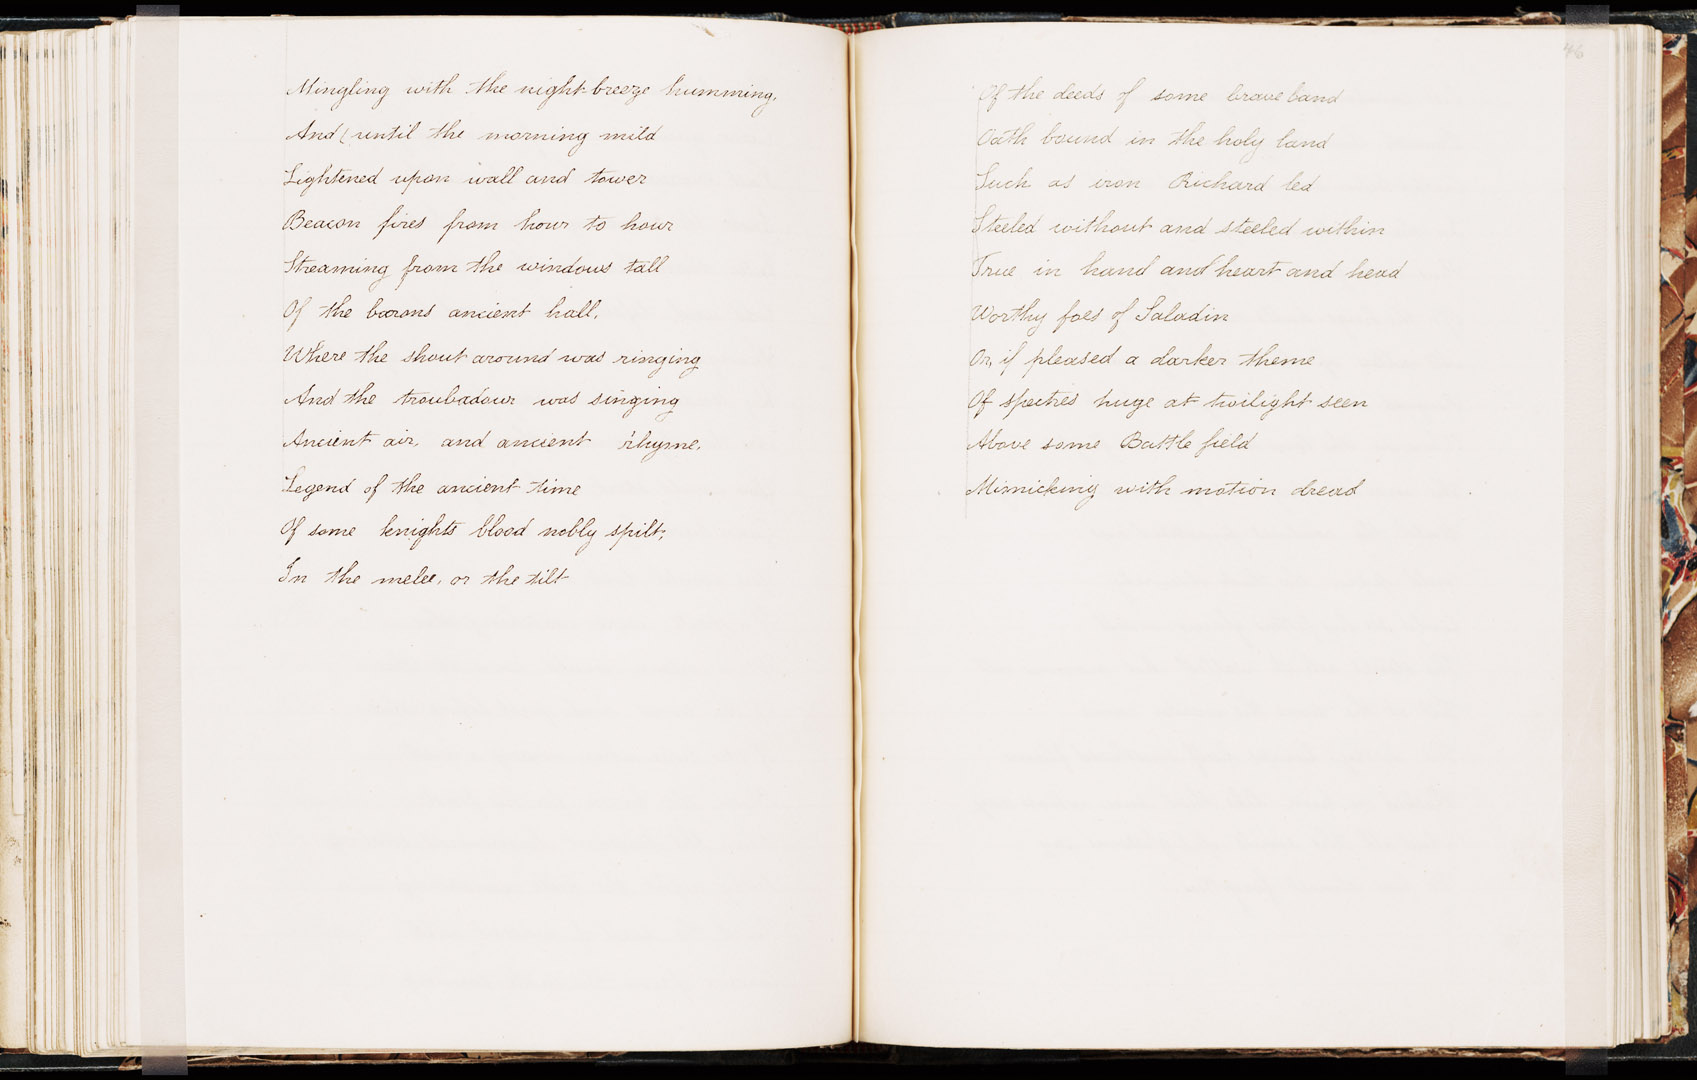 Mingling with the night breeze humming,
And (until the morning mild
Lightened upon wall and tower
Beacon fires from hour to hour
Streaming from the windows tall
Of the barons ancient hall,
Where the shout around was ringing
And the troubadour was singing
Ancient air, and ancient rhyme,
Legend of the ancient time
Of some knights blood nobly spilt,
In the melee, or the tilt
46
Of the deeds of some brave band
Oath bound in the holy land
Such as iron Richard led
Steeled without and steeled within
True in hand and heart and head
Worthy foes of Saladin
Or, if pleased a darker theme
Of spectres huge at twilight seen
Above some Battle field
Mimicking with motion dread